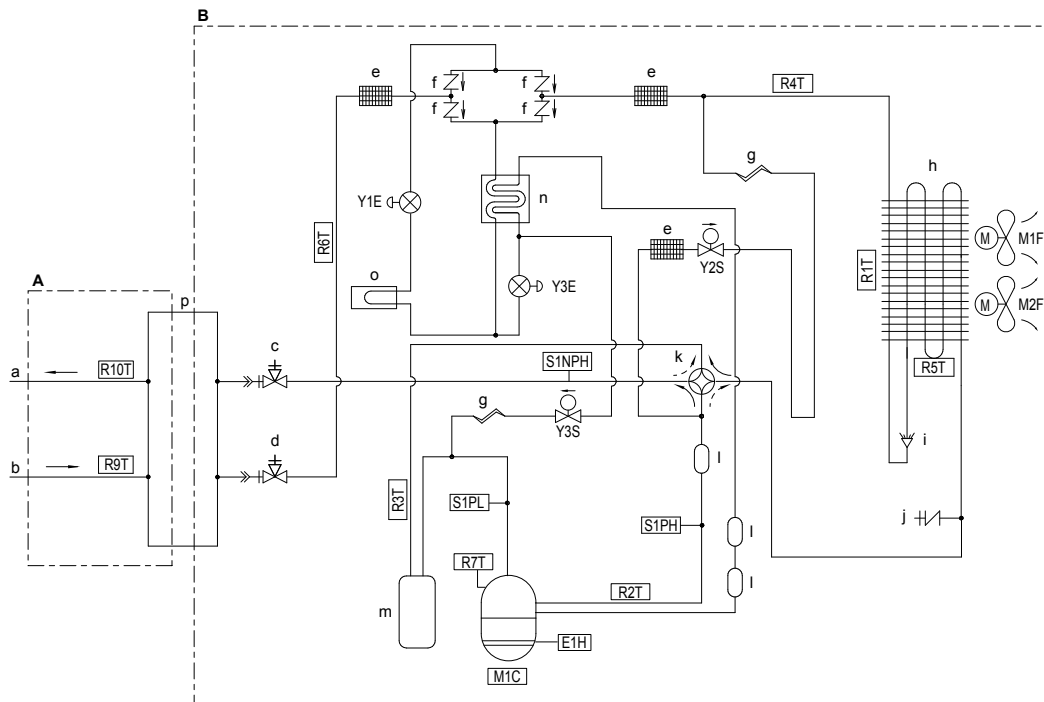 B
A
e
f
f
f
f
e
R4T
g
h
Y1E
n
R6T
e
Y2S
R1T
M
M1F
o
Y3E
M
M2F
p
c
k
S1NPH
R5T
a
R10T
g
Y3S
i
b
R9T
d
l
R3T
S1PL
S1PH
j
l
R7T
R2T
l
m
E1H
M1C